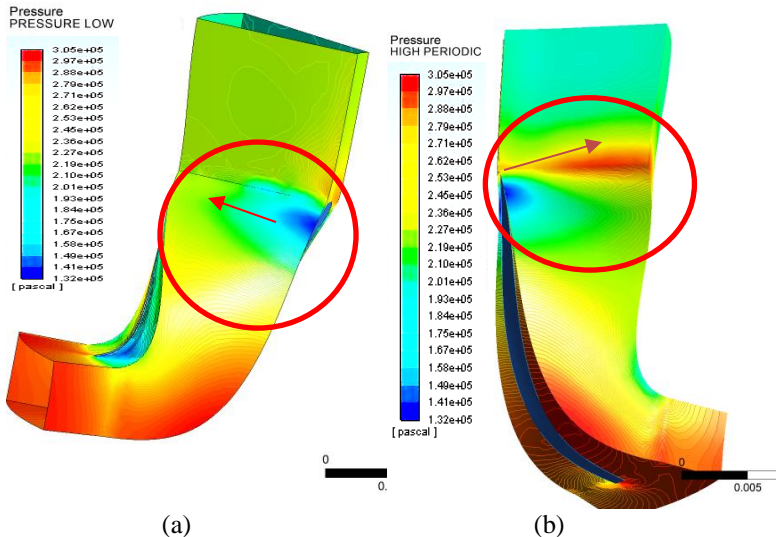 Pressure
PRESSURE LOW
3.05e+05
2.97e+05
2.88e+05
2.79e+05
2.71e+05
2.62e+05
2.53e+05
2.45e+05
2.36e+05
2.27e+05
2.19e+05
2.10e+05
2.01e+05
1.93e+05
1.84e+05
1.75e+05
1.67e+05
1.58e+05
1.49e+05
1.41e+05
1.32e+05
[ pascal ]
0
0.
(a)
Pressure
HIGH PERIODIC
3.05e+05
2.97e+05
2.88e+05
2.79e+05
2.71e+05
2.62e+05
2.53e+05
2.45e+05
2.36e+05
2.27e+05
2.19e+05
2.10e+05
2.01e+05
1.93e+05
1.84e+05
1.75e+05
1.67e+05
1.58e+05
1.49e+05
1.41e+05
1.32e+05
[ pascal ]
0
0.005
(b)